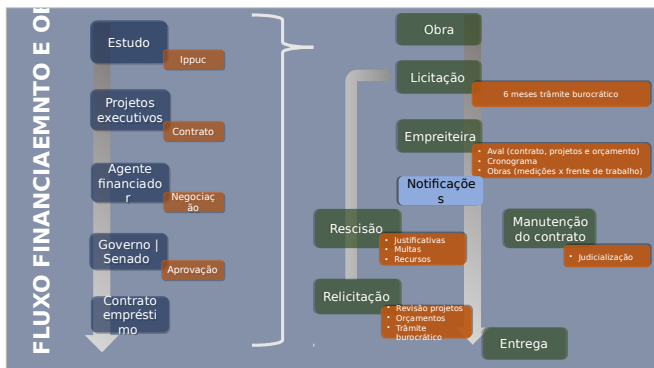 FLUXO FINANCIAEMNTO E OB
Estudo
Ippuc
Projetos
executivos
Contrato
Agente
financiado
r
Negociaç
ão
Governo |
Senado
Aprovação
Contrato
emprésti
mo
Obra
Licitação
6 meses trâmite burocrático
Empreiteira
• Aval (contrato, projetos e orçamento)
• Cronograma
• Obras (medições x frente de trabalho)
Notificaçõe
s
Rescisão
• Justificativas
• Multas
• Recursos
Manutenção
do contrato
• Judicialização
Relicitação
• Revisão projetos
• Orçamentos
• Trâmite
burocrático
Entrega